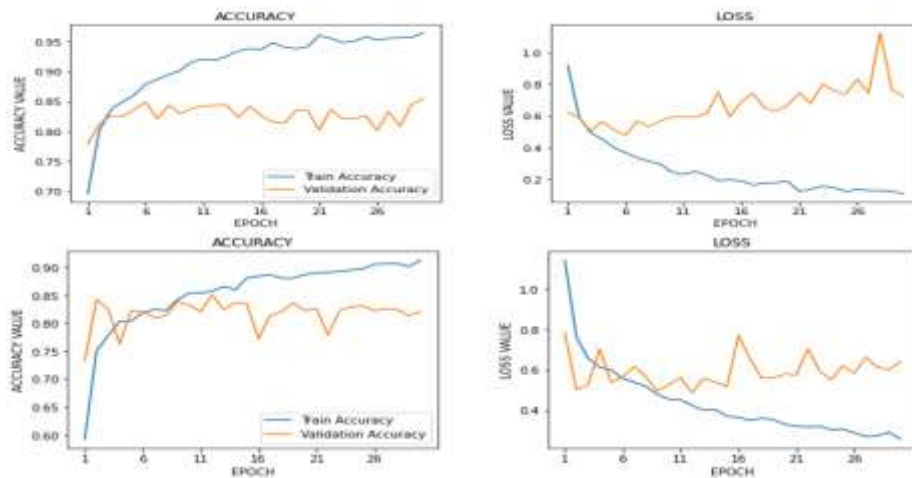 ACCURACY
ACCURACY VALUE
0.95
0.90
0.85
0.80
0.75
0.70
Train Accuracy
Validation Accuracy
1 6 11 16 21 26
EPOCH
LOSS
LOSS VALUE
1.0
0.8
0.6
0.4
0.2
1 6 11 16 21 26
EPOCH
ACCURACY
ACCURACY VALUE
0.90
0.85
0.80
0.75
0.70
0.65
0.60
Train Accuracy
Validation Accuracy
1 6 11 16 21 26
EPOCH
LOSS
LOSS VALUE
1.0
0.8
0.6
0.4
1 6 11 16 21 26
EPOCH